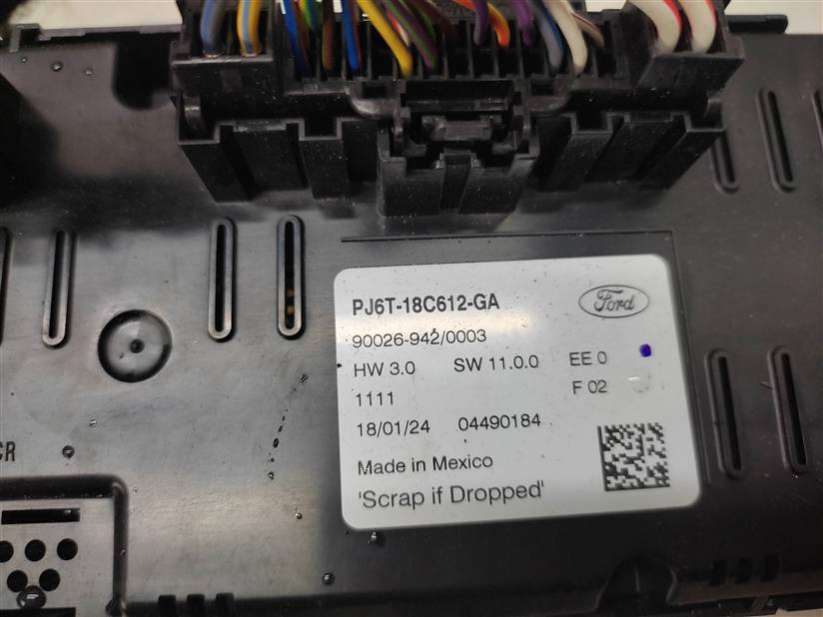 PJ6T-18C612-GA
Ford
90026-942/0003
HW 3.0 SW 11.0.0 EE 0
1111 F 02
18/01/24 04490184
Made in Mexico
'Scrap if Dropped'
CR